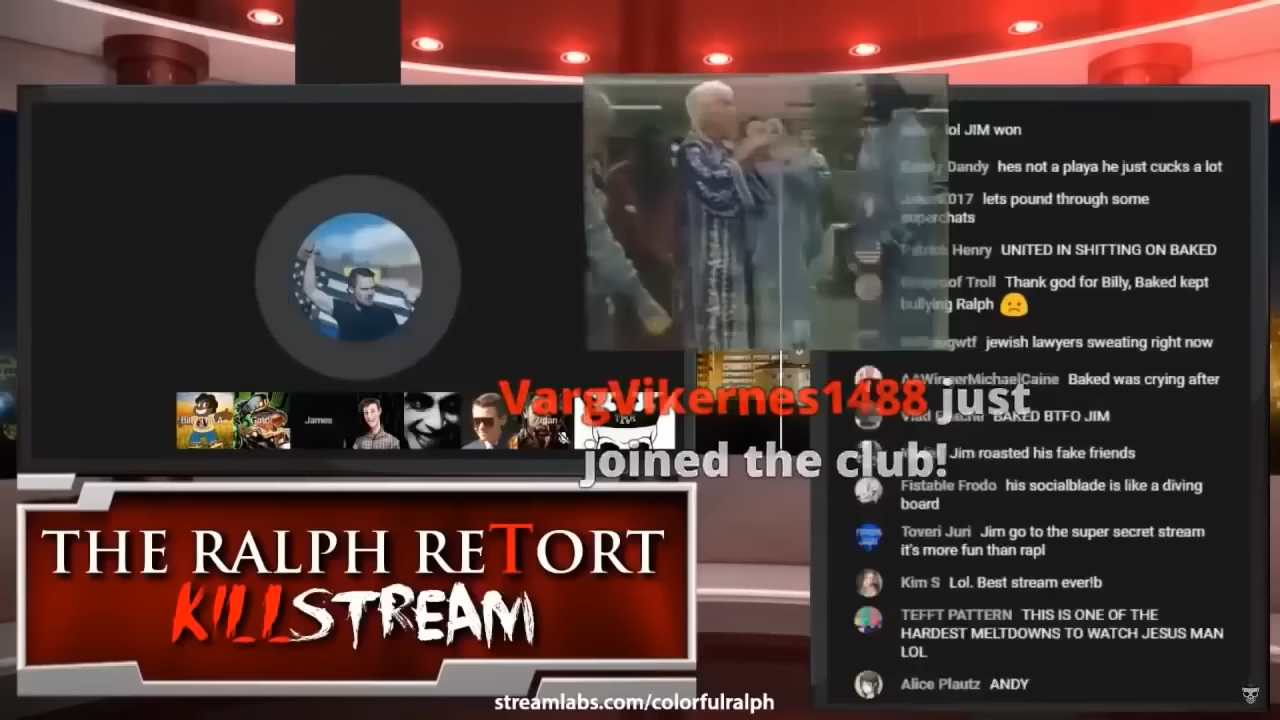 lol JIM won
Dandy hes not a playa he just cucks a lot
017 lets pound through some
superchats
Patrick Henry UNITED IN SHITTING ON BAKED
of Troll Thank god for Billy, Baked kept
bullying Ralph
jewish lawyers sweating right now
AAWingerMichaelCaine Baked was crying after
BAKED BTFO JIM
Jim roasted his fake friends
Fistable Frodo his socialblade is like a diving
board
Toveri Juri Jim go to the super secret stream
it's more fun than rapl
Kim S Lol. Best stream ever!b
TEFFT PATTERN THIS IS ONE OF THE
HARDEST MELTDOWNS TO WATCH JESUS MAN
LOL
Alice Plautz ANDY
VargVikernes1488 just
joined the club!
Gator
James
THE RALPH RETORT
KILLSTREAM
streamlabs.com/colorfulralph